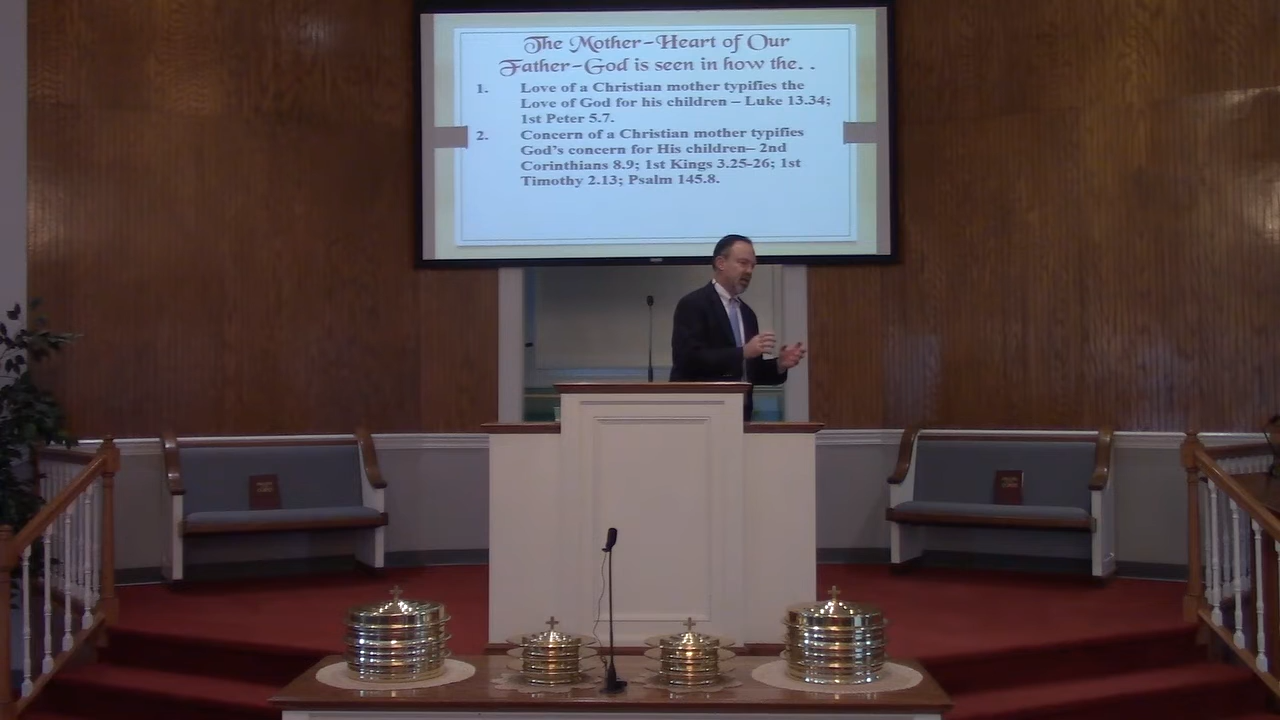 The Mother-Heart of Our
Father-God is seen in how the. .
1. Love of a Christian mother typifies the
Love of God for his children – Luke 13.34;
1st Peter 5.7.
2. Concern of a Christian mother typifies
God's concern for His children– 2nd
Corinthians 8.9; 1st Kings 3.25-26; 1st
Timothy 2.13; Psalm 145.8.